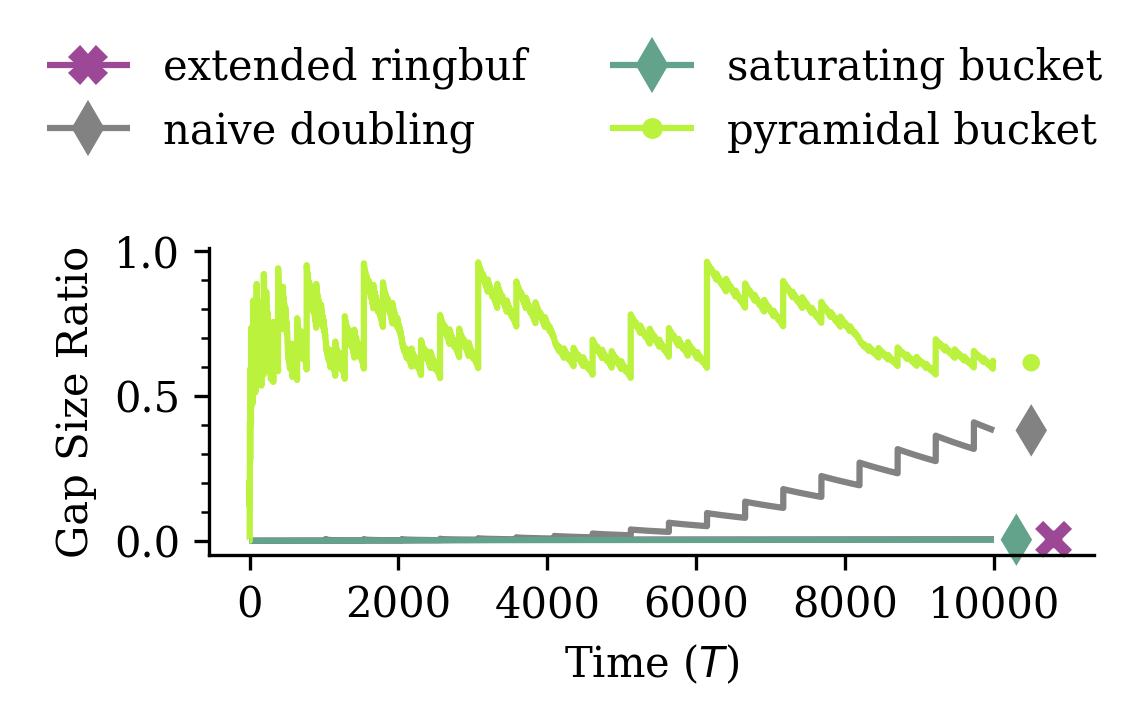 extended ringbuf
naive doubling
saturating bucket
pyramidal bucket
Gap Size Ratio
1.0
0.5
0.0
0 2000 4000 6000 8000 10000
Time (T)